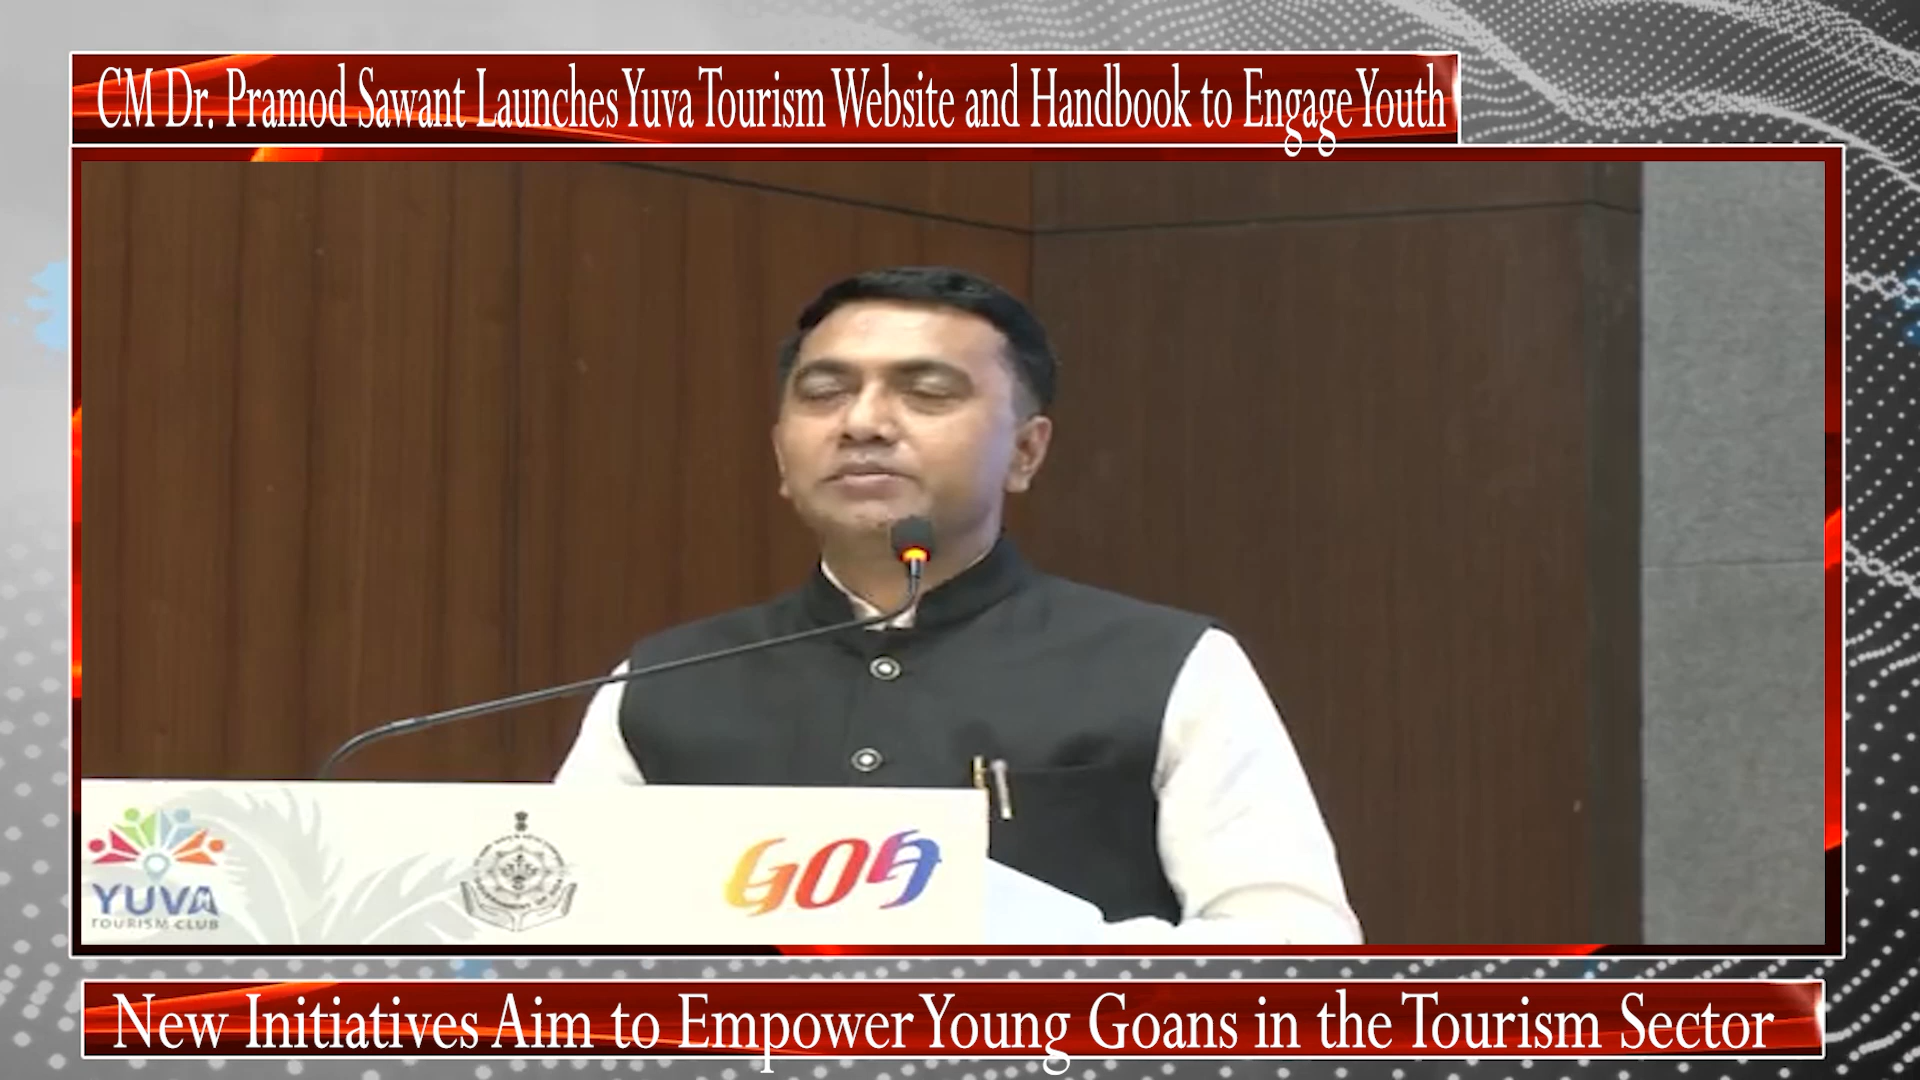 CM Dr. Pramod Sawant Launches Yuva Tourism Website and Handbook to Engage Youth
YUVA
TOURISM CLUB
GOA
New Initiatives Aim to Empower Young Goans in the Tourism Sector